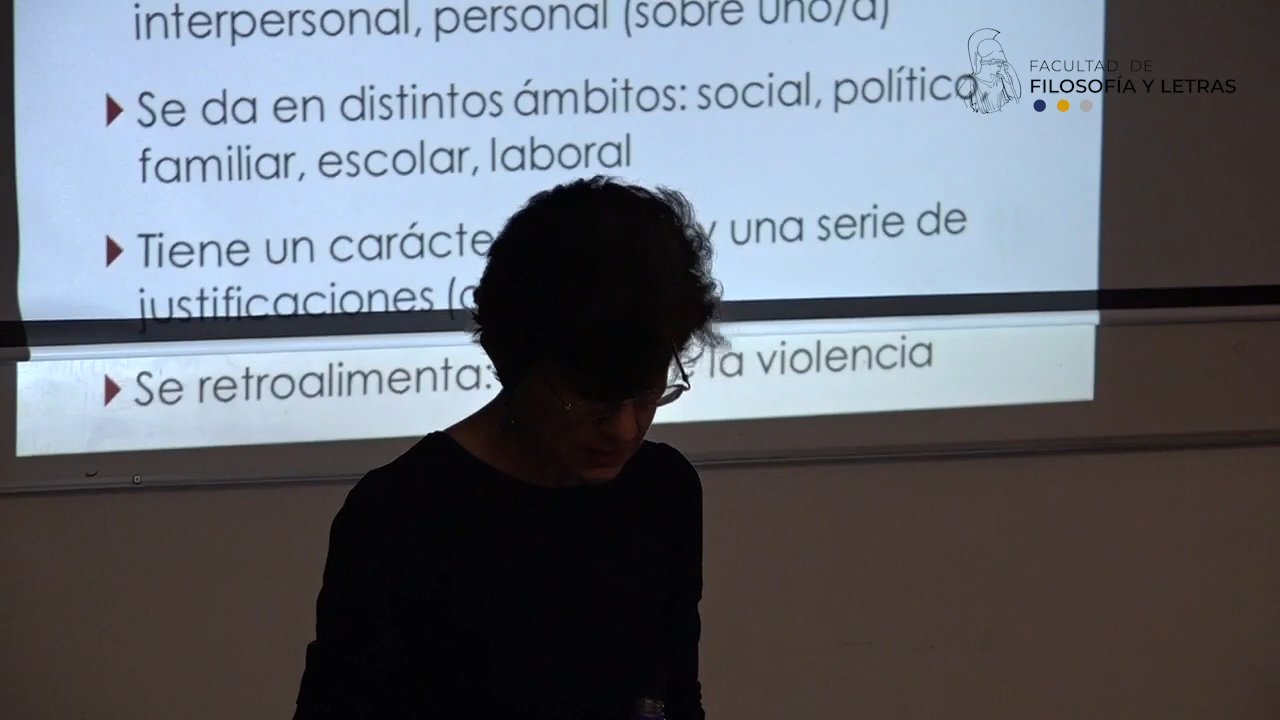 interpersonal, personal (sobre uno/a)
Se da en distintos ámbitos: social, político
familiar, escolar, laboral
Tiene un carácte y una serie de
justificaciones (
Se retroalimenta: la violencia
FACULTAD DE
FILOSOFÍA Y LETRAS